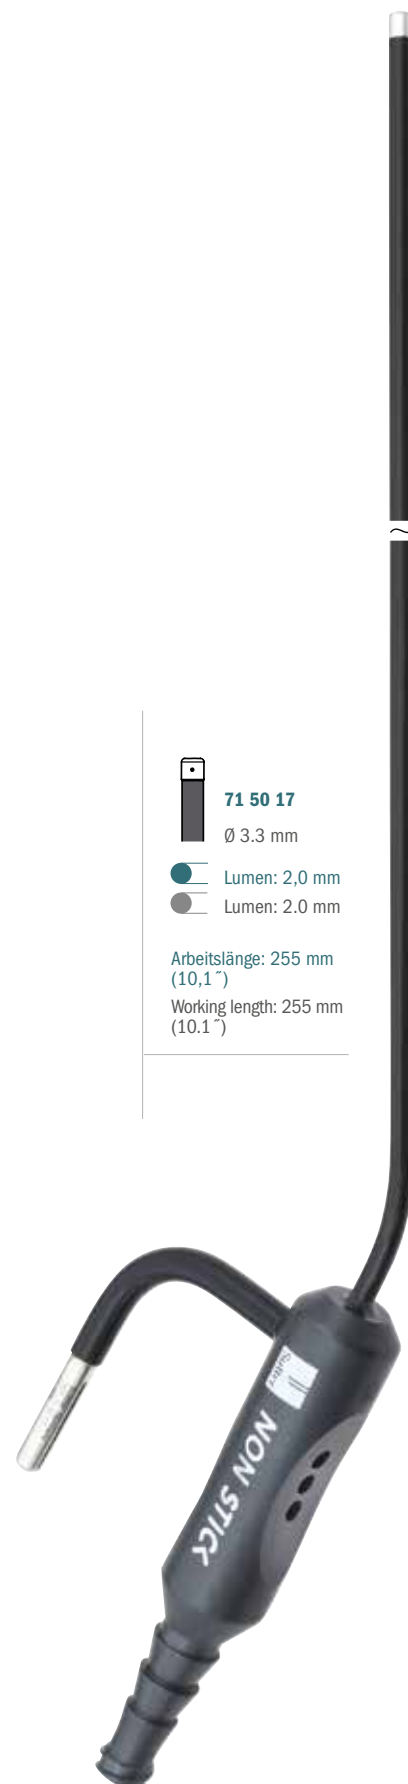 71 50 17
Ø 3.3 mm
Lumen: 2,0 mm
Lumen: 2.0 mm
Arbeitslänge: 255 mm
(10,1˝)
Working length: 255 mm
(10.1˝)
Sutter
NON STICK